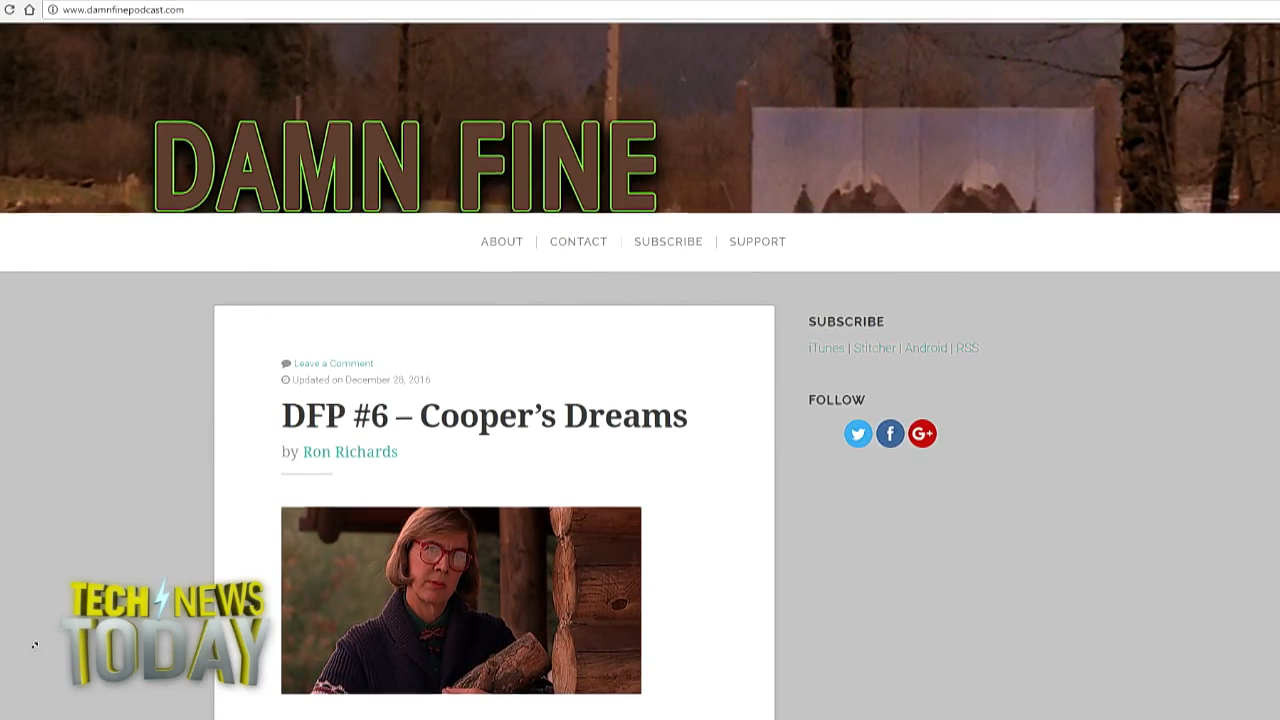 www.damnfinepodcast.com
DAMN FINE
ABOUT | CONTACT | SUBSCRIBE | SUPPORT
Leave a Comment
Updated on December 28, 2016
DFP #6 – Cooper's Dreams
by Ron Richards
SUBSCRIBE
iTunes | Stitcher | Android | RSS
FOLLOW
G+
TECH NEWS
TODAY